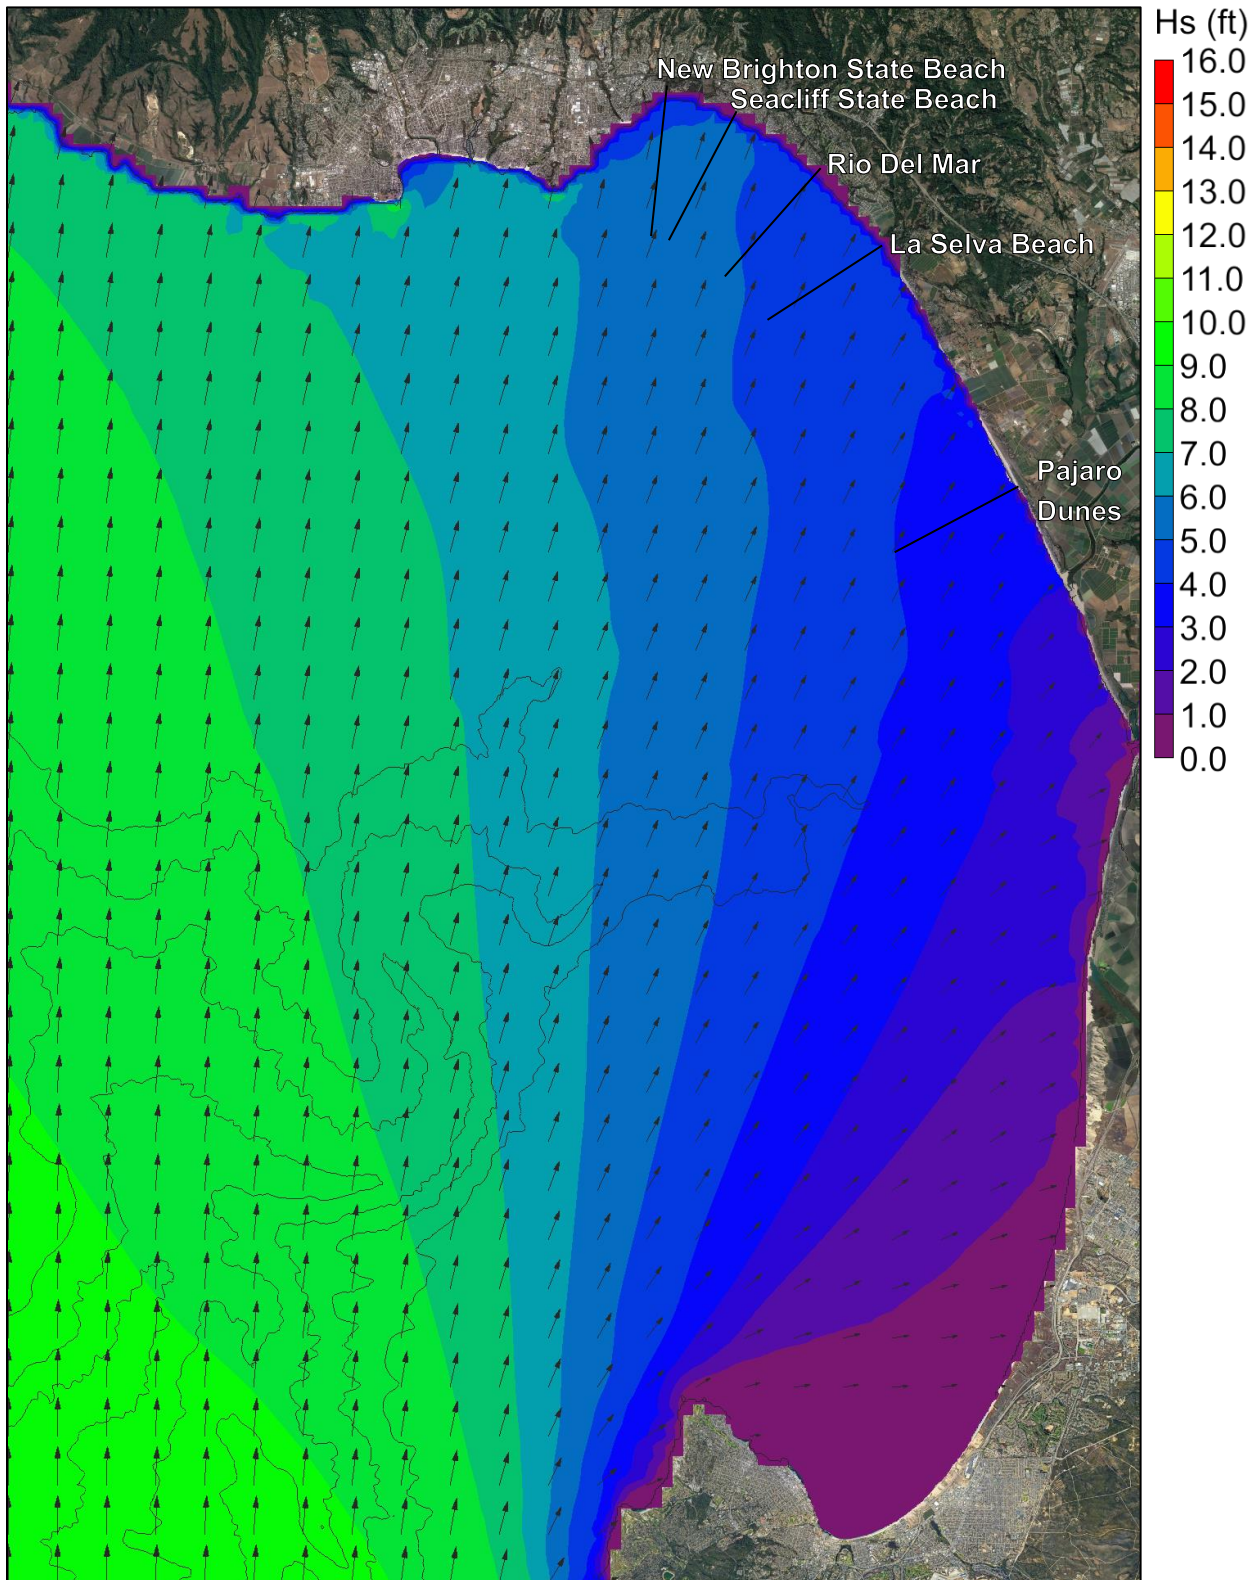 Hs (ft)
New Brighton State Beach
Seacliff State Beach
Rio Del Mar
La Selva Beach
Pajaro
Dunes
16.0
15.0
14.0
13.0
12.0
11.0
10.0
9.0
8.0
7.0
6.0
5.0
4.0
3.0
2.0
1.0
0.0